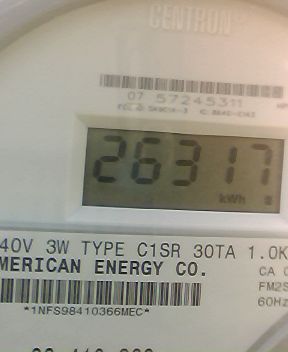 CENTRON
07 57245311
26317
kWh
40V 3W TYPE C1SR 30TA 1.0K
MERICAN ENERGY CO.
CA 0
FM2S
60Hz
*1NFS98410366MEC*